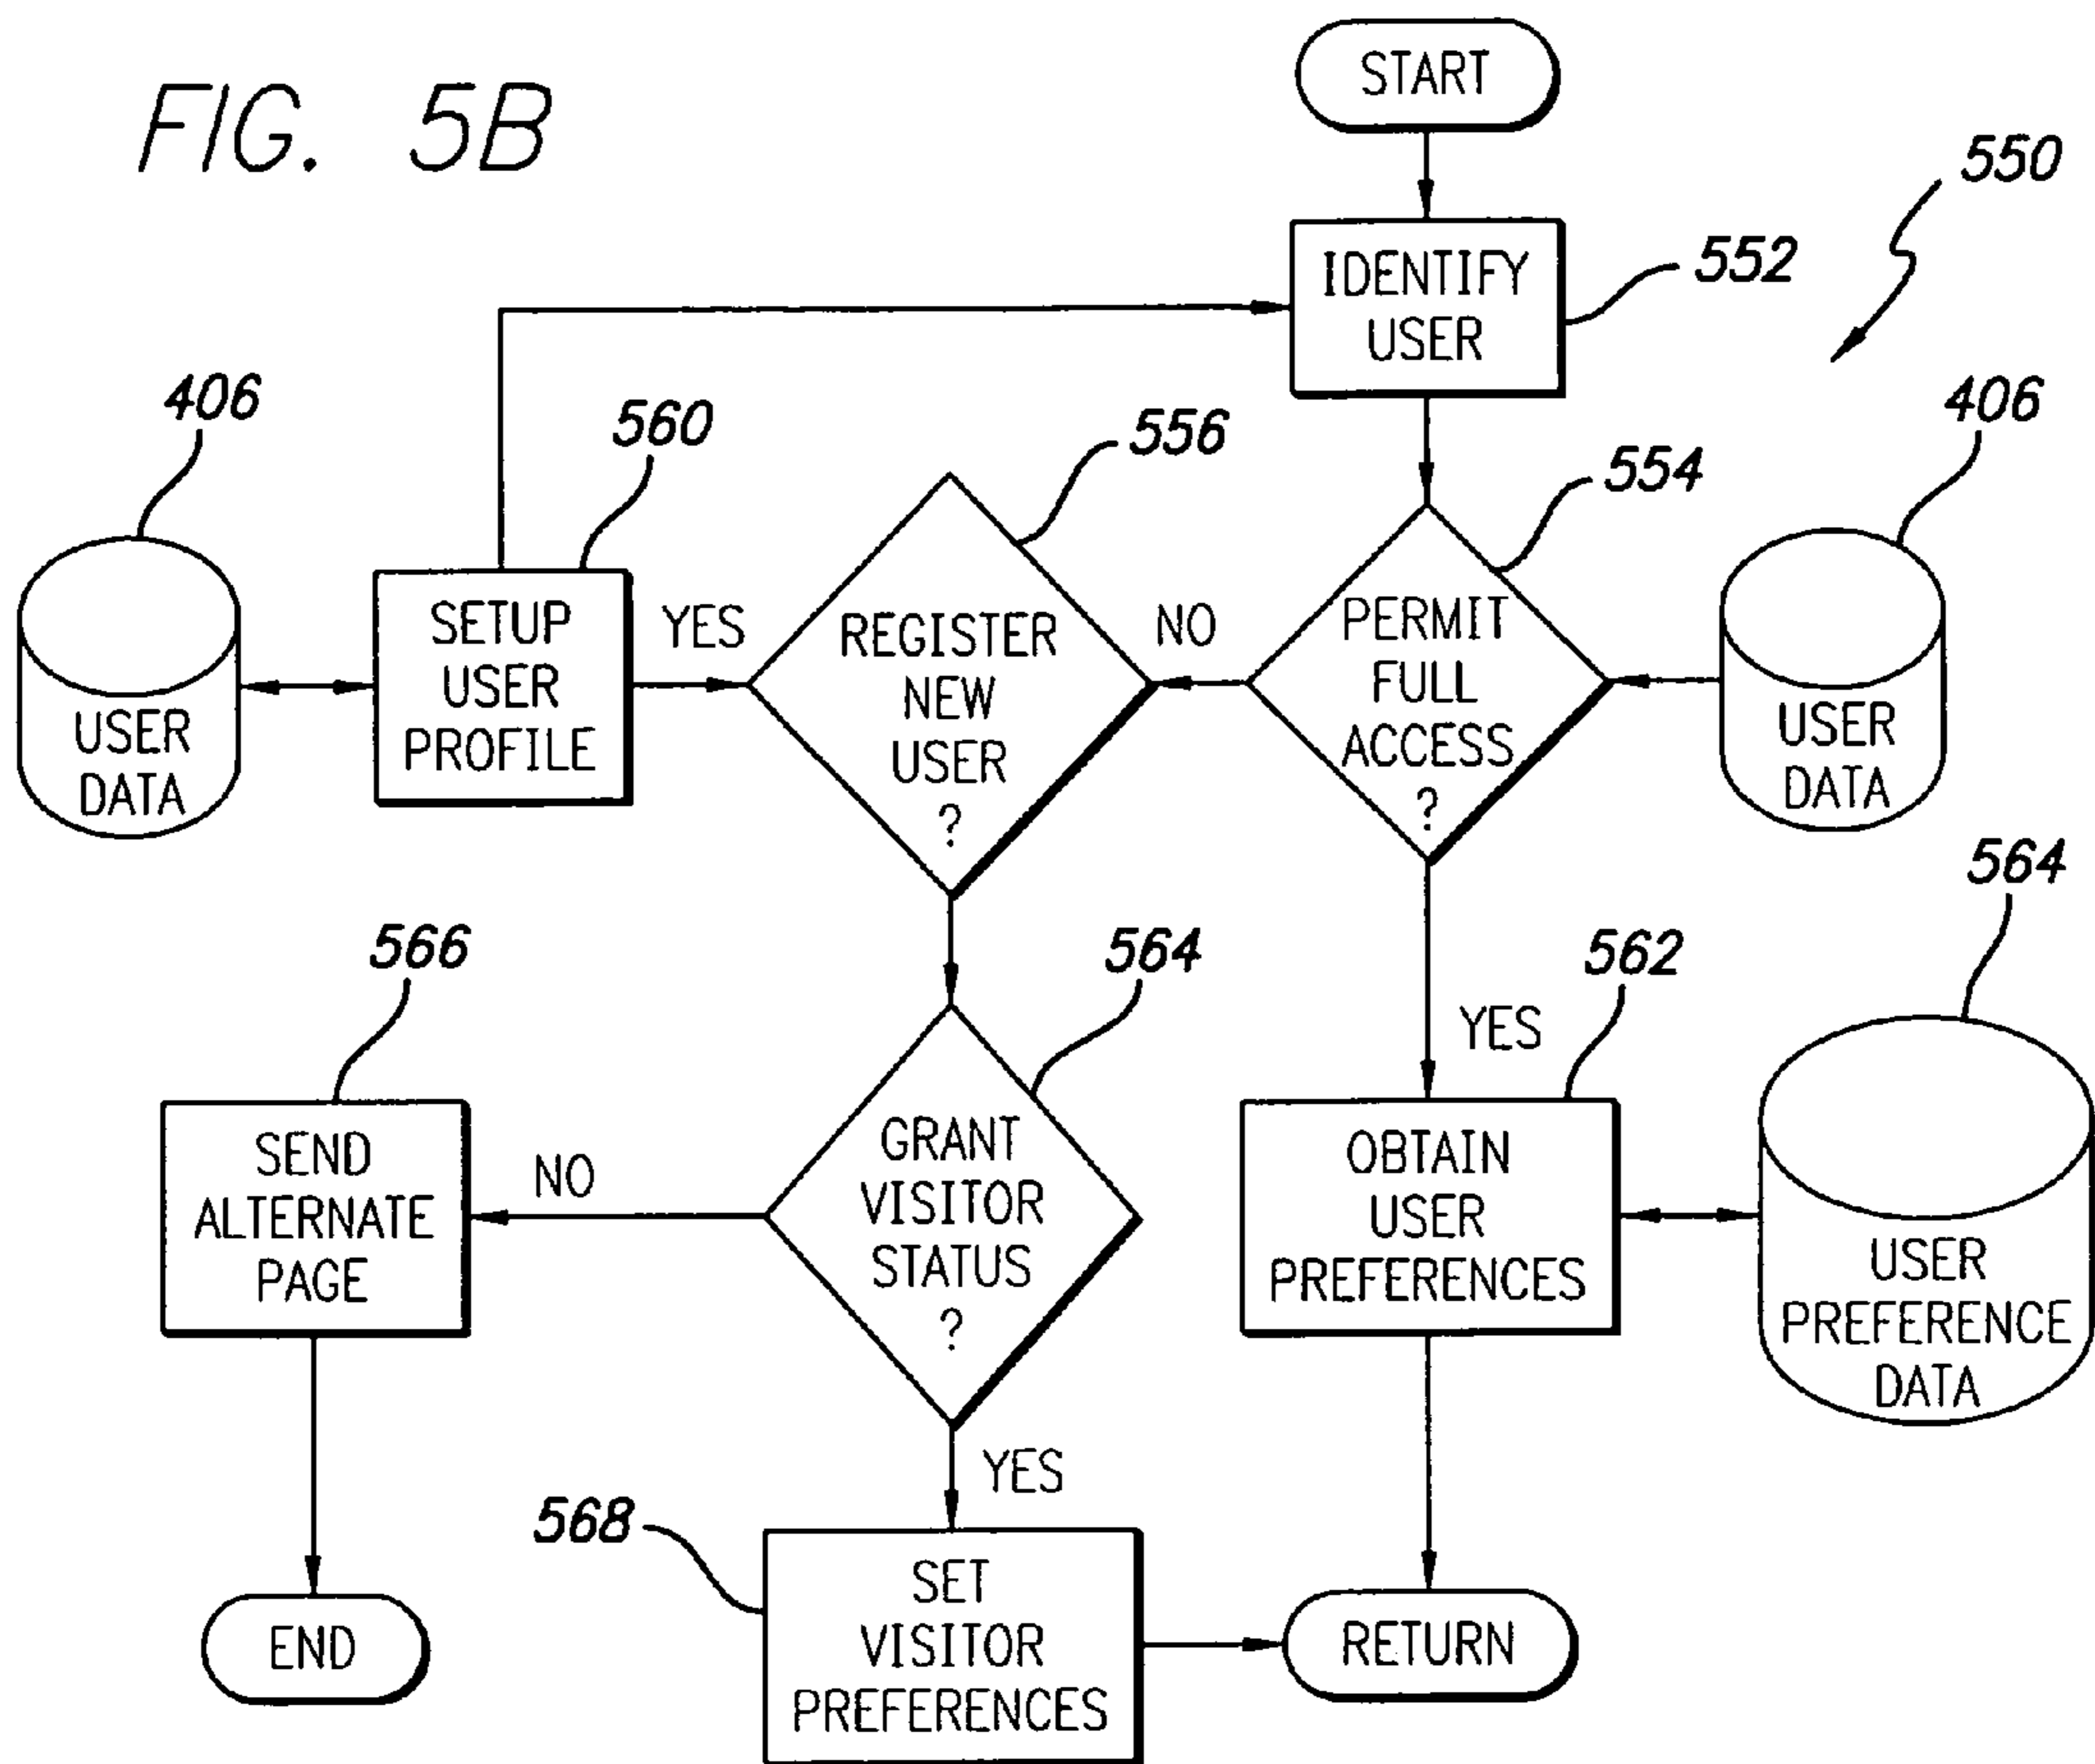 FIG. 5B
START
550
IDENTIFY
USER
552
406
560
556
554
406
SETUP
USER
PROFILE
YES
REGISTER
NEW
USER
?
NO
PERMIT
FULL
ACCESS
?
USER
DATA
USER
DATA
566
564
562
564
SEND
ALTERNATE
PAGE
NO
GRANT
VISITOR
STATUS
?
YES
OBTAIN
USER
PREFERENCES
USER
PREFERENCE
DATA
YES
568
END
SET
VISITOR
PREFERENCES
RETURN